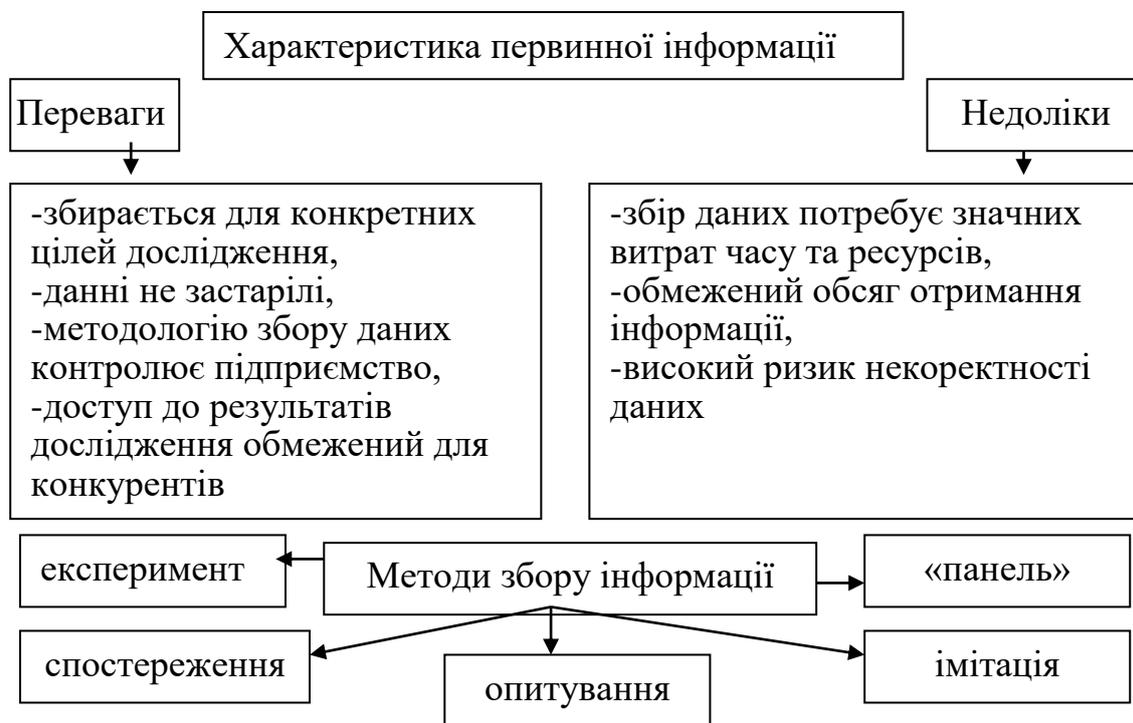 Характеристика первинної інформації
Переваги
Недоліки
-збирається для конкретних
цілей дослідження,
-данні не застарілі,
-методологію збору даних
контролює підприємство,
-доступ до результатів
дослідження обмежений для
конкурентів
-збір даних потребує значних
витрат часу та ресурсів,
-обмежений обсяг отримання
інформації,
-високий ризик некоректності
даних
експеримент
Методи збору інформації
«панель»
спостереження
опитування
імітація